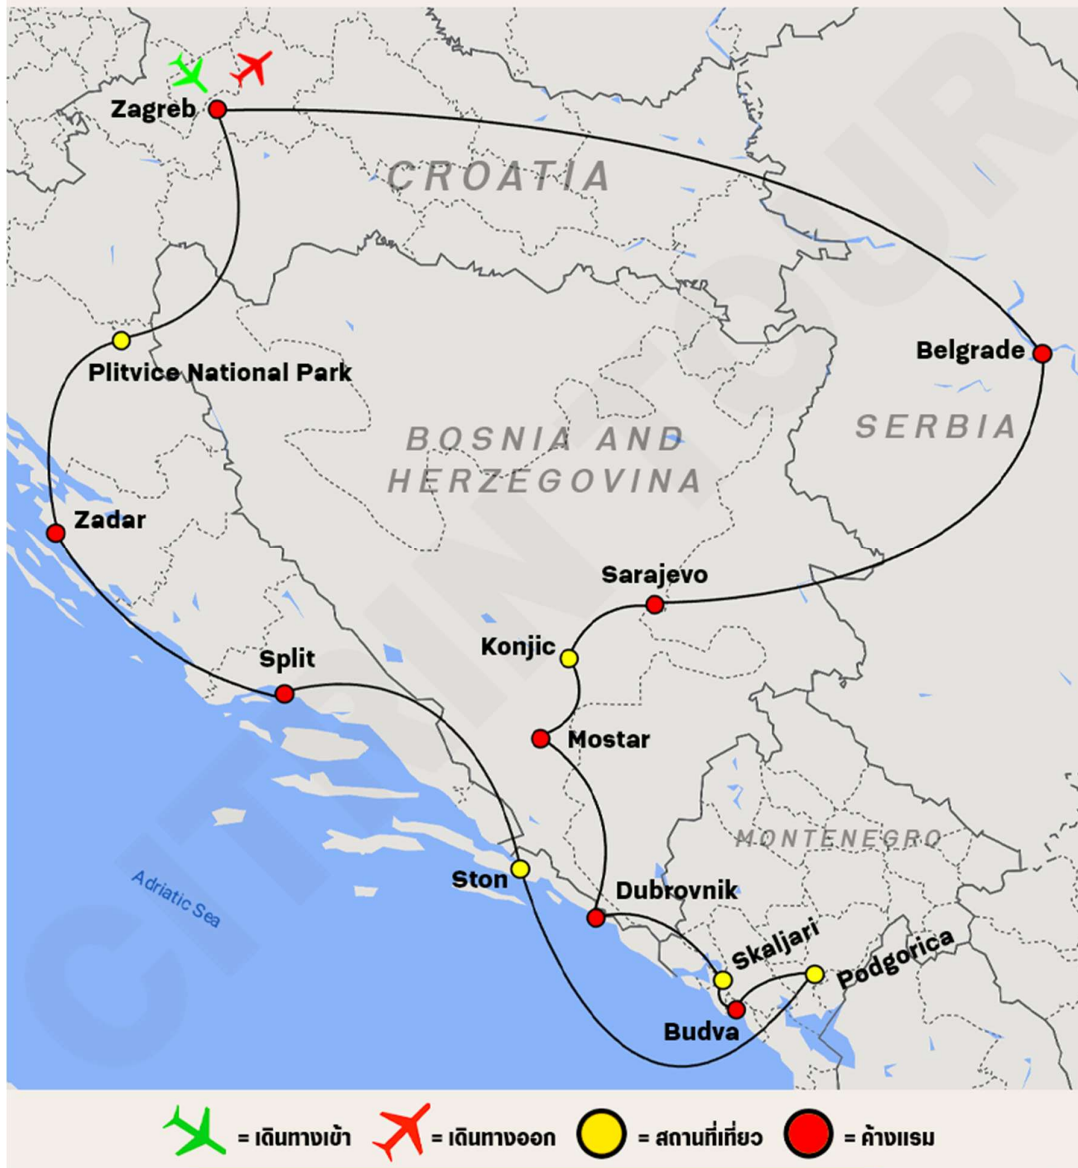 Zagreb
CROATIA
Plitvice National Park
Belgrade
SERBIA
BOSNIA AND
HERZEGOVINA
Zadar
Sarajevo
Konjic
Split
Mostar
MONTENEGRO
Ston
Dubrovnik
Adriatic Sea
Skaljari
Podgorica
Budva
CITRIN TOUR
= เดินทางเข้า = เดินทางออก = สถานที่เที่ยว = ค้างแรม